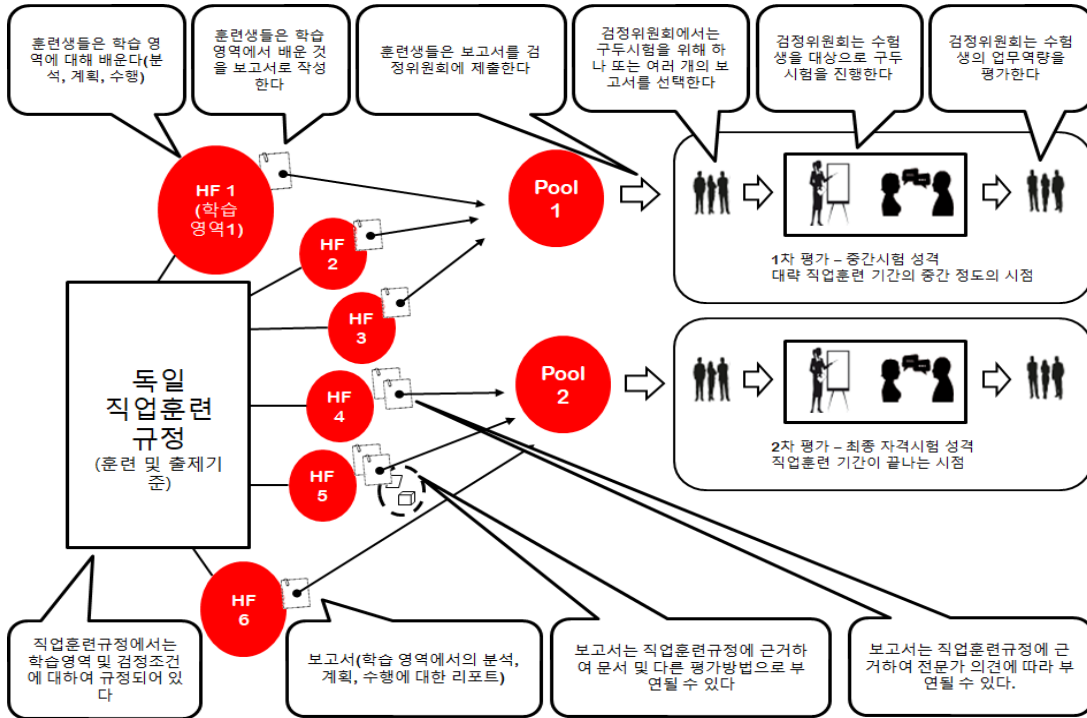 훈련생들은 학습 영
역에 대해 배운다(분
석, 계획, 수행)
훈련생들은 학습
영역에서 배운 것
을 보고서로 작성
한다
훈련생들은 보고서를 검
정위원회에 제출한다
검정위원회에서는
구두시험을 위해 하
나 또는 여러 개의 보
고서를 선택한다
검정위원회는 수험
생을 대상으로 구두
시험을 진행한다
검정위원회는 수험
생의 업무역량을
평가한다
HF 1
(학습
영역1)
HF
2
HF
3
HF
4
HF
5
HF
6
Pool
1
Pool
2
1차 평가 – 중간시험 성격
대략 직업훈련 기간의 중간 정도의 시점
2차 평가 – 최종 자격시험 성격
직업훈련 기간이 끝나는 시점
독일
직업훈련
규정
(훈련 및 출제기
준)
직업훈련규정에서는
학습영역 및 검정조건
에 대하여 규정되어 있
다
보고서(학습 영역에서의 분석,
계획, 수행에 대한 리포트)
보고서는 직업훈련규정에 근거하
여 문서 및 다른 평가방법으로 부
연될 수 있다
보고서는 직업훈련규정에 근
거하여 전문가 의견에 따라 부
연될 수 있다.